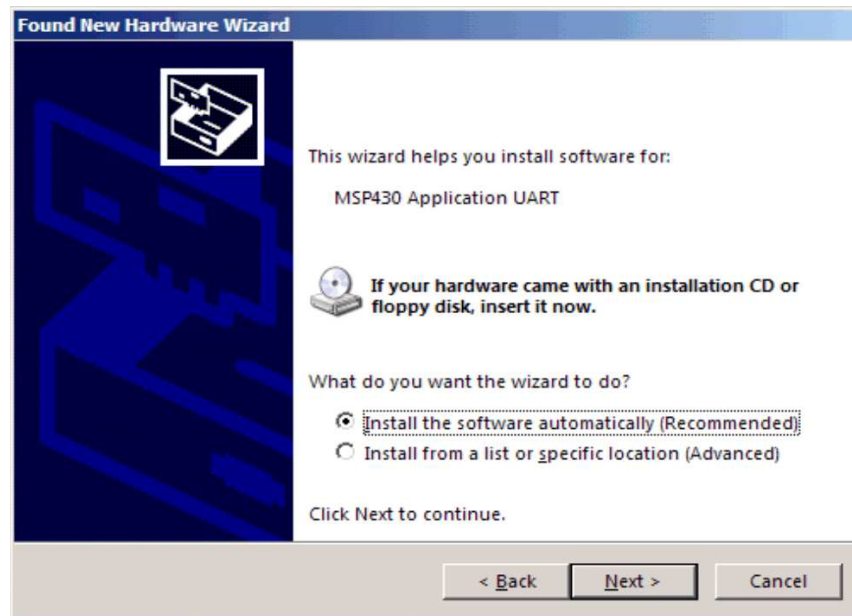 Found New Hardware Wizard
This wizard helps you install software for:
MSP430 Application UART
If your hardware came with an installation CD or
floppy disk, insert it now.
What do you want the wizard to do?
Install the software automatically (Recommended)
Install from a list or specific location (Advanced)
Click Next to continue.
< Back Next > Cancel